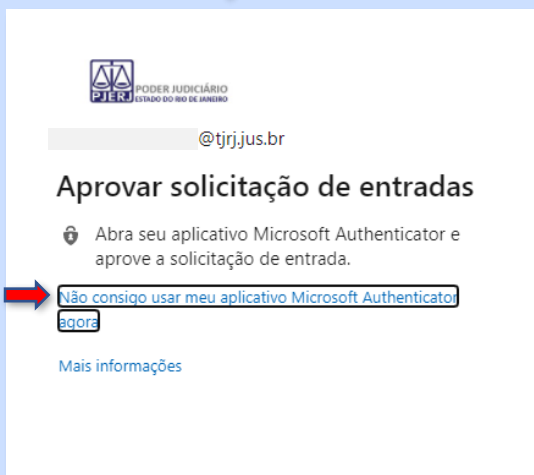 PODER JUDICIÁRIO
PJERJ ESTADO DO RIO DE JANEIRO
@tjrj.jus.br
Aprovar solicitação de entradas
Abra seu aplicativo Microsoft Authenticator e
aprove a solicitação de entrada.
Não consigo usar meu aplicativo Microsoft Authenticator
agora
Mais informações